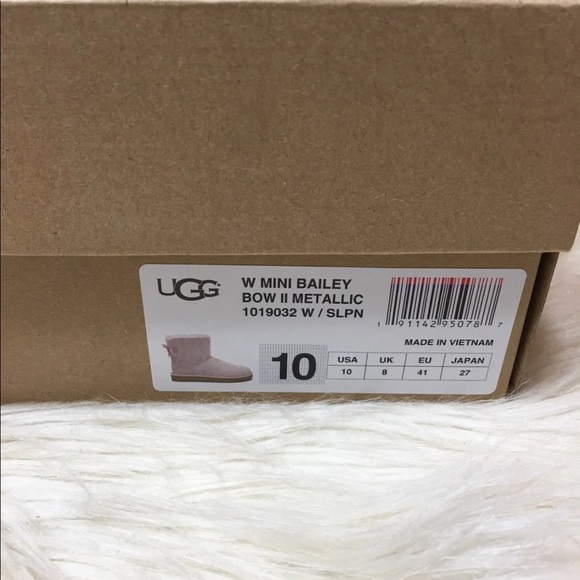 UGG
W MINI BAILEY
BOW II METALLIC
1019032 W / SLPN
1 91142 95078 7
MADE IN VIETNAM
10
USA UK EU JAPAN
10 8 41 27